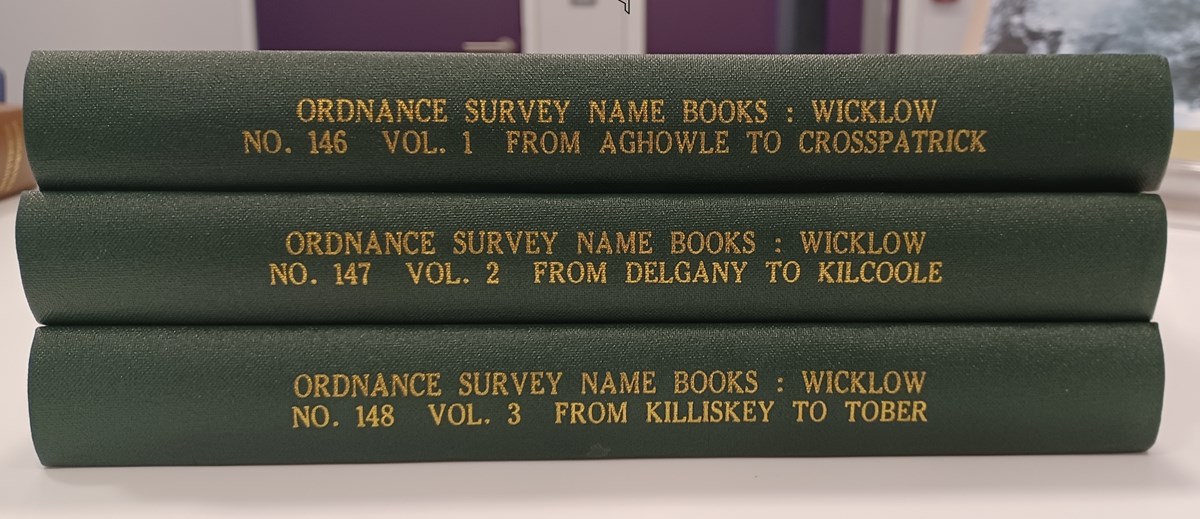 ORDNANCE SURVEY NAME BOOKS : WICKLOW
NO. 146 VOL. 1 FROM AGHOWLE TO CROSSPATRICK
ORDNANCE SURVEY NAME BOOKS : WICKLOW
NO. 147 VOL. 2 FROM DELGANY TO KILCOOLE
ORDNANCE SURVEY NAME BOOKS : WICKLOW
NO. 148 VOL. 3 FROM KILLISKEY TO TOBER